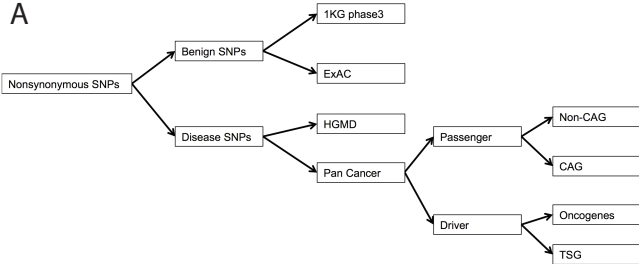 A
1KG phase3
Benign SNPs
ExAC
Nonsynonymous SNPs
HGMD
Disease SNPs
Pan Cancer
Passenger
Non-CAG
CAG
Driver
Oncogenes
TSG